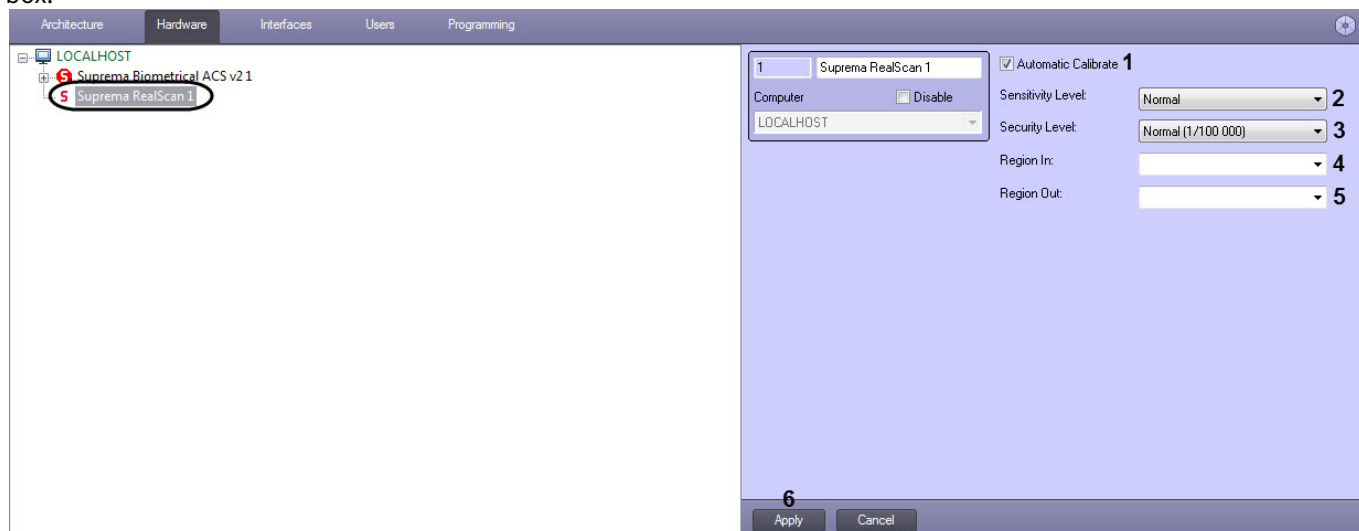 box.
Architecture Hardware Interfaces Users Programming
LOCALHOST
Suprema Biometrical ACS v2 1
Suprema RealScan 1
1 Suprema RealScan 1
Computer Disable
LOCALHOST
Automatic Calibrate 1
Sensitivity Level: Normal 2
Security Level: Normal (1/100 000) 3
Region In: 4
Region Out: 5
6
Apply Cancel